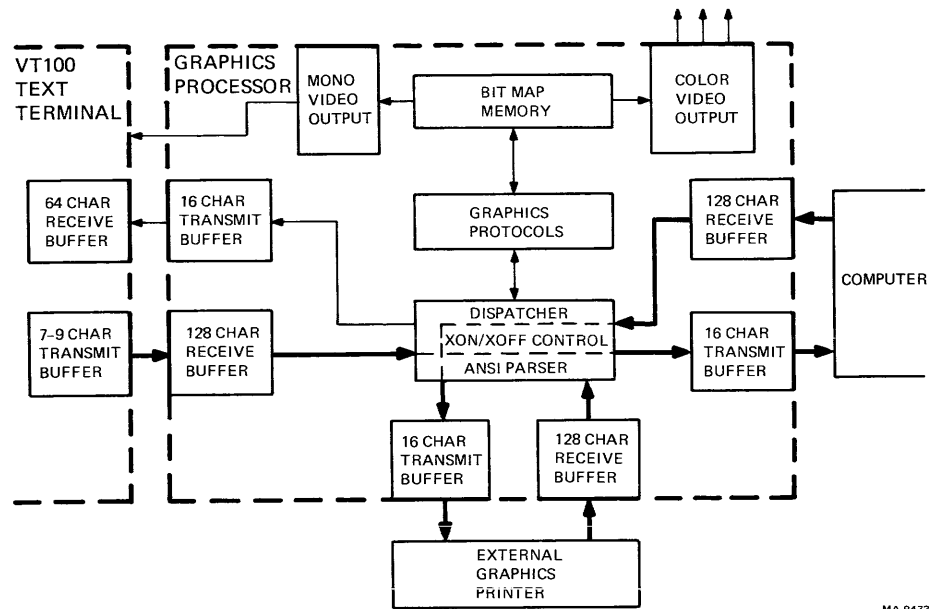 VT100
TEXT
TERMINAL
GRAPHICS
PROCESSOR
MONO
VIDEO
OUTPUT
BIT MAP
MEMORY
COLOR
VIDEO
OUTPUT
64 CHAR
RECEIVE
BUFFER
16 CHAR
TRANSMIT
BUFFER
GRAPHICS
PROTOCOLS
128 CHAR
RECEIVE
BUFFER
COMPUTER
7-9 CHAR
TRANSMIT
BUFFER
128 CHAR
RECEIVE
BUFFER
DISPATCHER
XON/XOFF CONTROL
ANSI PARSER
16 CHAR
TRANSMIT
BUFFER
16 CHAR
TRANSMIT
BUFFER
128 CHAR
RECEIVE
BUFFER
EXTERNAL
GRAPHICS
PRINTER